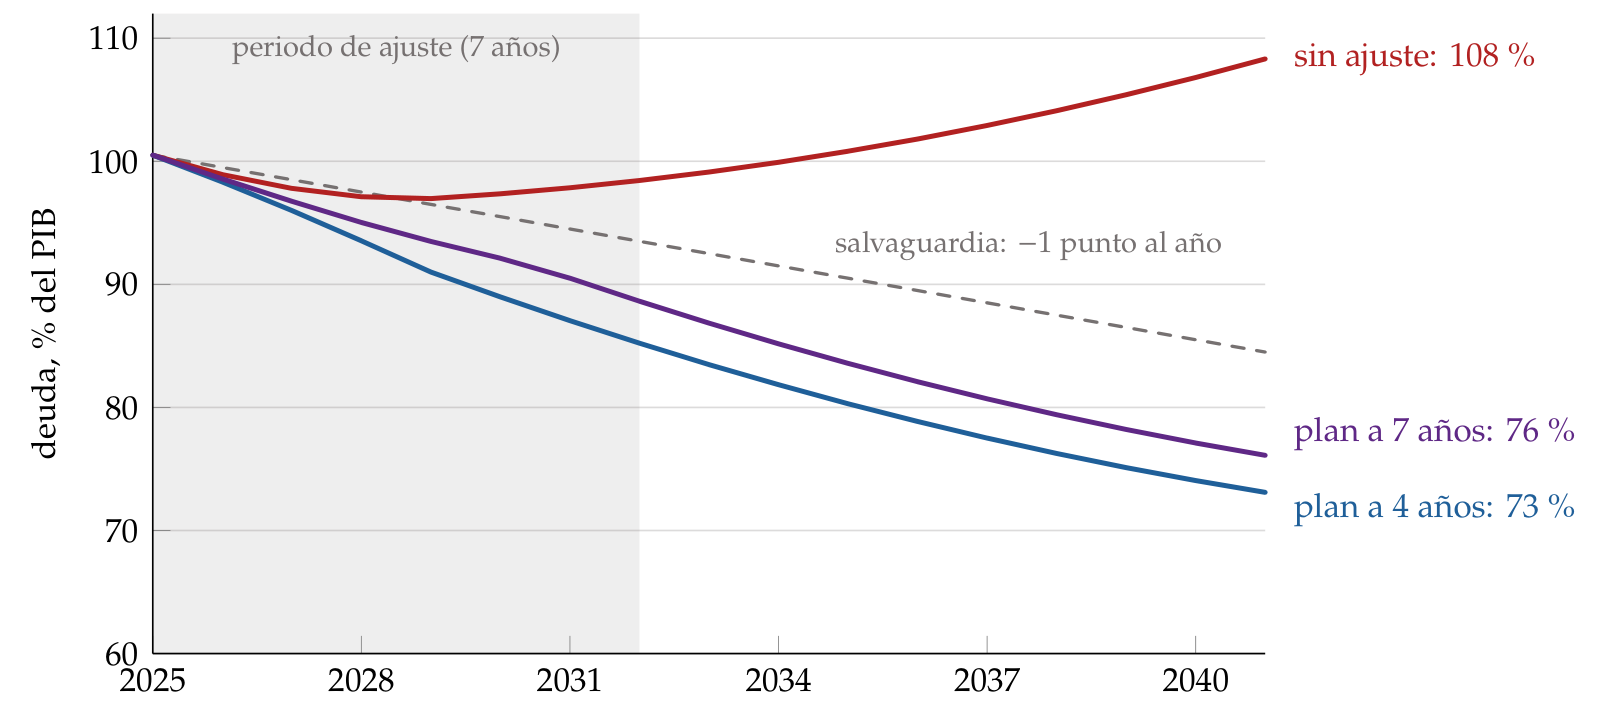 110
periodo de ajuste (7 años)
sin ajuste: 108 %
100
salvaguardia: −1 punto al año
90
deuda, % del PIB
80
plan a 7 años: 76 %
plan a 4 años: 73 %
70
60
2025 2028 2031 2034 2037 2040